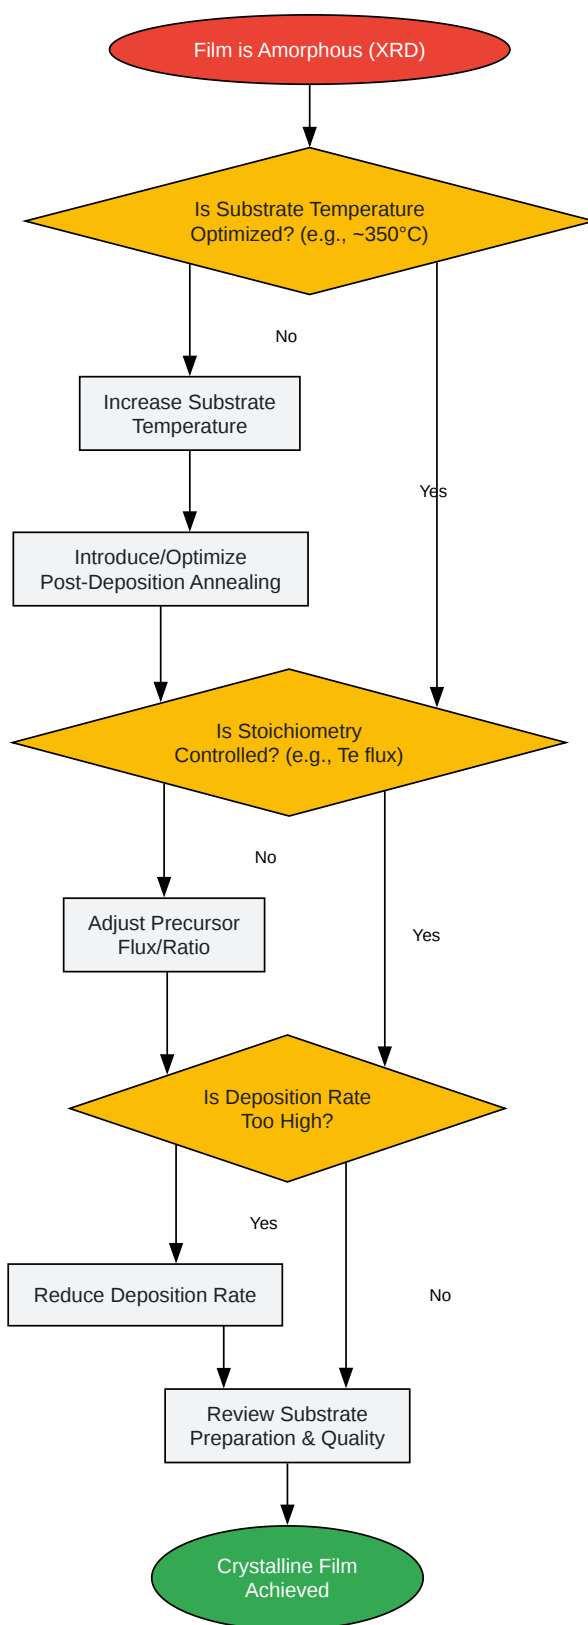 Film is Amorphous (XRD)
Is Substrate Temperature
Optimized? (e.g., ~350°C)
No
Increase Substrate
Temperature
Yes
Introduce/Optimize
Post-Deposition Annealing
Is Stoichiometry
Controlled? (e.g., Te flux)
No
Adjust Precursor
Flux/Ratio
Yes
Is Deposition Rate
Too High?
Yes
Reduce Deposition Rate
No
Review Substrate
Preparation & Quality
Crystalline Film
Achieved